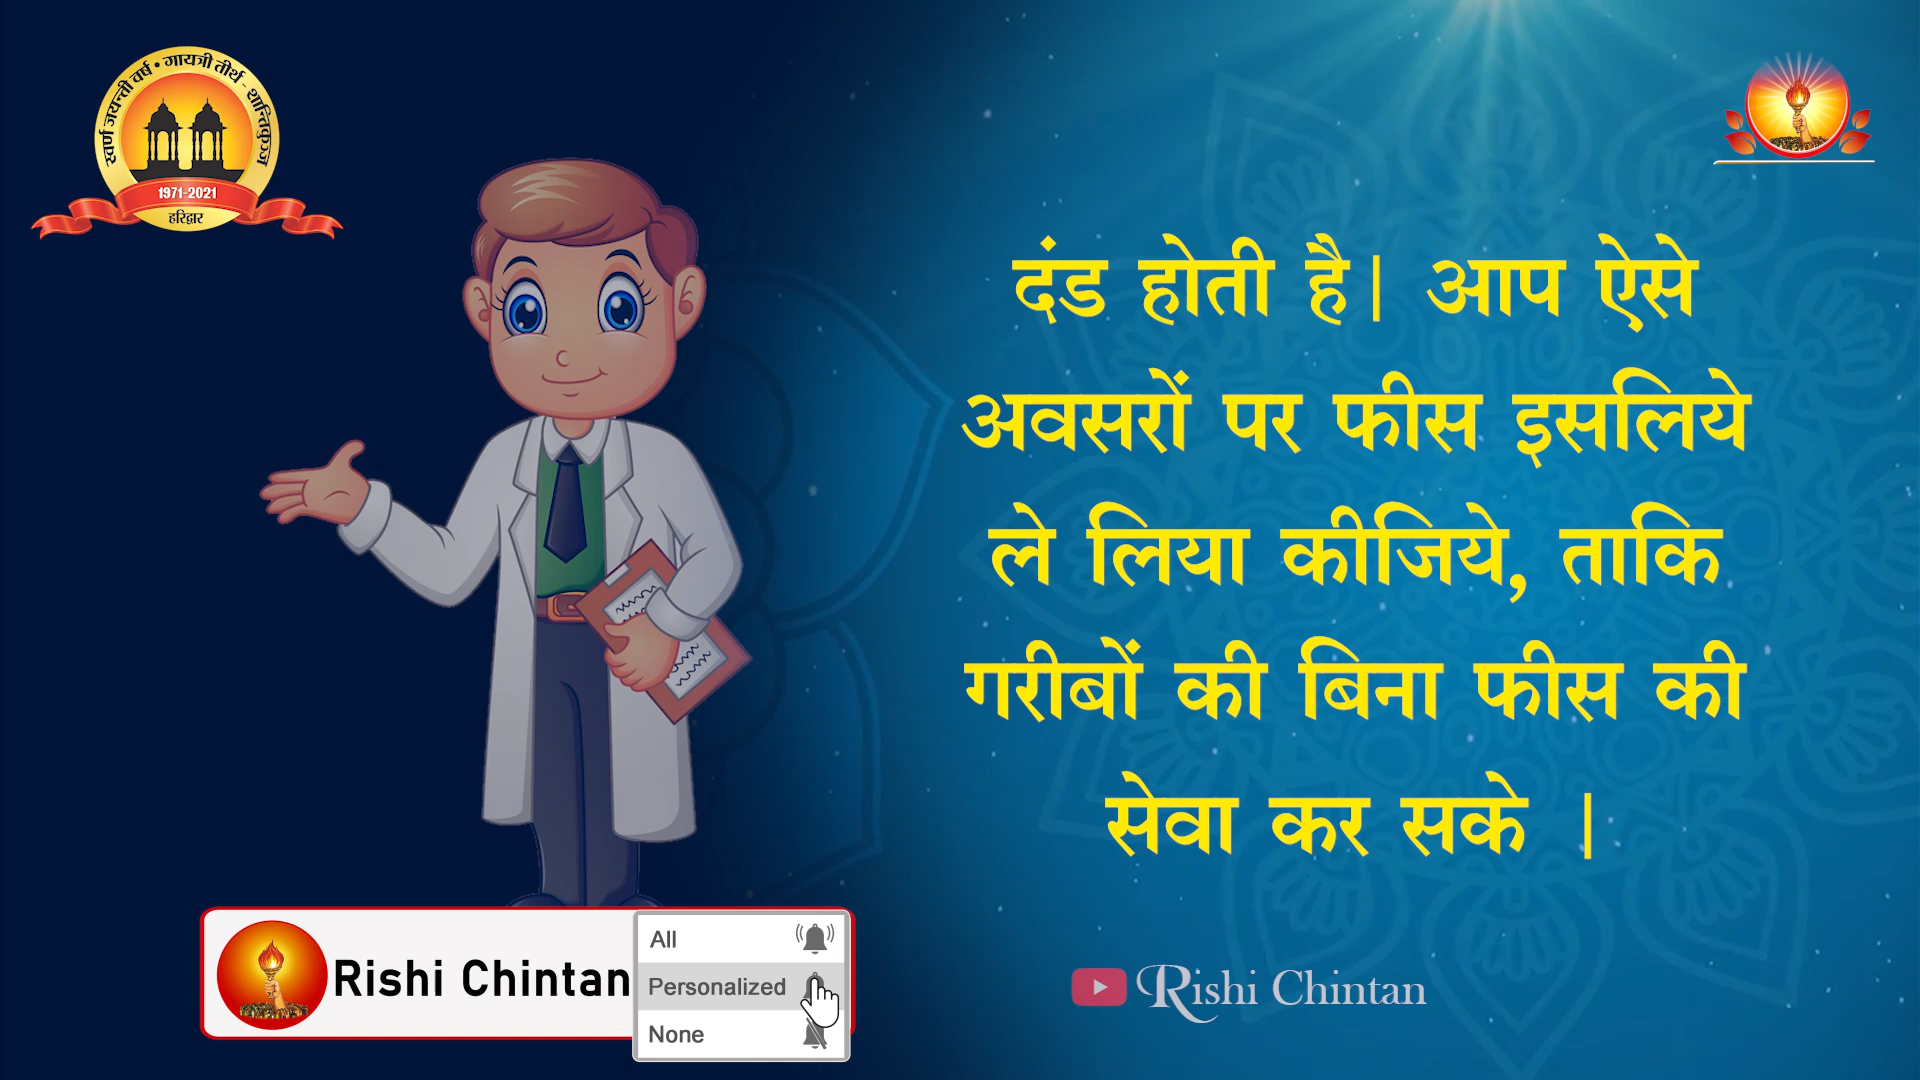 स्वर्ण जयन्ती वर्ष • गायत्री तीर्थ - शान्तिकुञ्ज
1971-2021
हरिद्वार
दंड होती है| आप ऐसे
अवसरों पर फीस इसलिये
ले लिया कीजिये, ताकि
गरीबों की बिना फीस की
सेवा कर सके |
Rishi Chintan
All
Personalized
None
Rishi Chintan